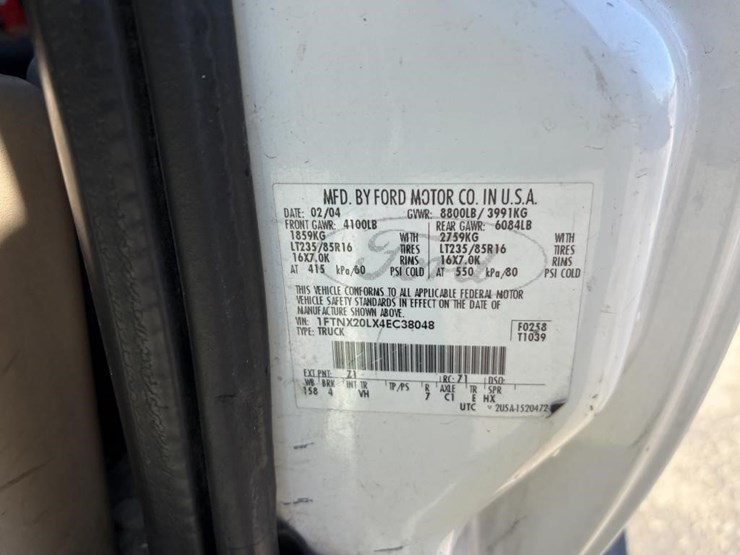 MFD. BY FORD MOTOR CO. IN U.S.A.
DATE: 02/04 GVWR: 8800LB/ 3991KG
FRONT GAWR: 4100LB REAR GAWR: 6084LB
1859KG WITH 2759KG WITH
LT235/85R16 TIRES LT235/85R16 TIRES
16X7.0K RIMS 16X7.0K RIMS
AT 415 kPa/60 PSI COLD AT 550 kPa/80 PSI COLD
Ford
THIS VEHICLE CONFORMS TO ALL APPLICABLE FEDERAL MOTOR
VEHICLE SAFETY STANDARDS IN EFFECT ON THE DATE OF
MANUFACTURE SHOWN ABOVE.
VIN: 1FTNX20LX4EC38048 F0258
TYPE: TRUCK T1039
EXT PNT: Z1 RC: 71 DSO:
WB BRK INT TR TP/PS R AXLE TR SPR
158 4 VH 7 C1 E HX
UTC 2U5A-1520472